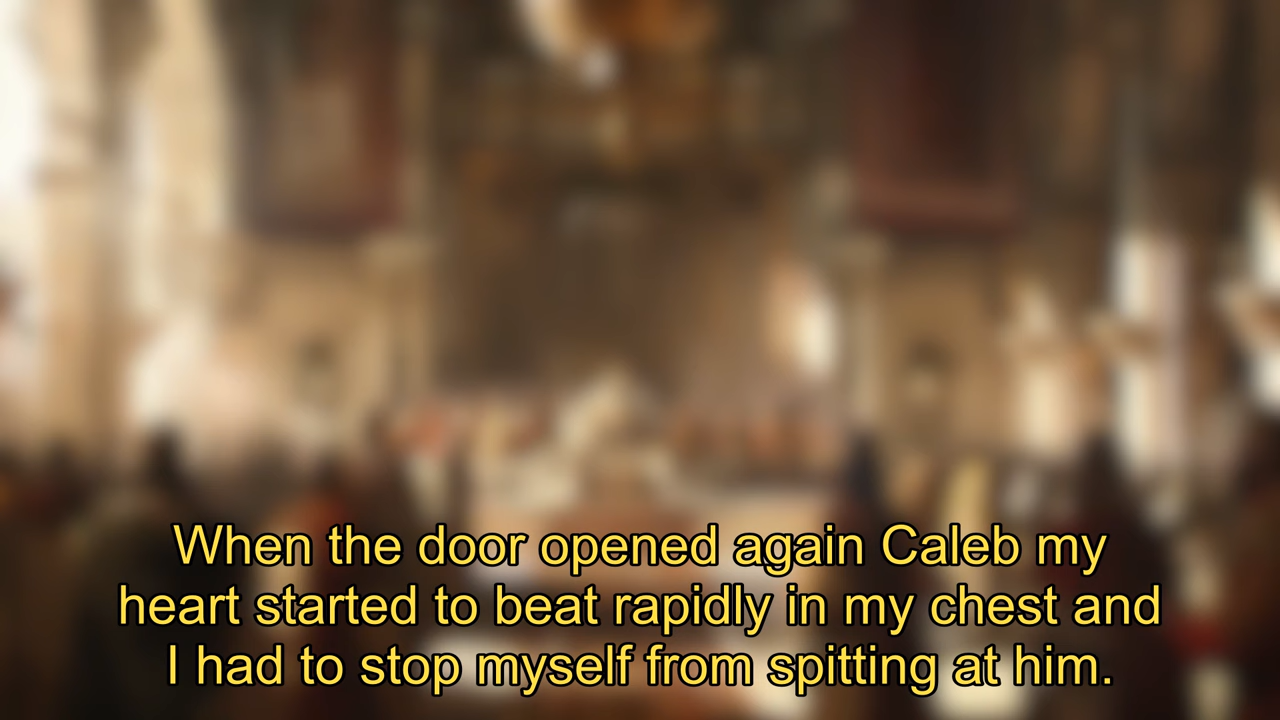 When the door opened again Caleb my
heart started to beat rapidly in my chest and
I had to stop myself from spitting at him.